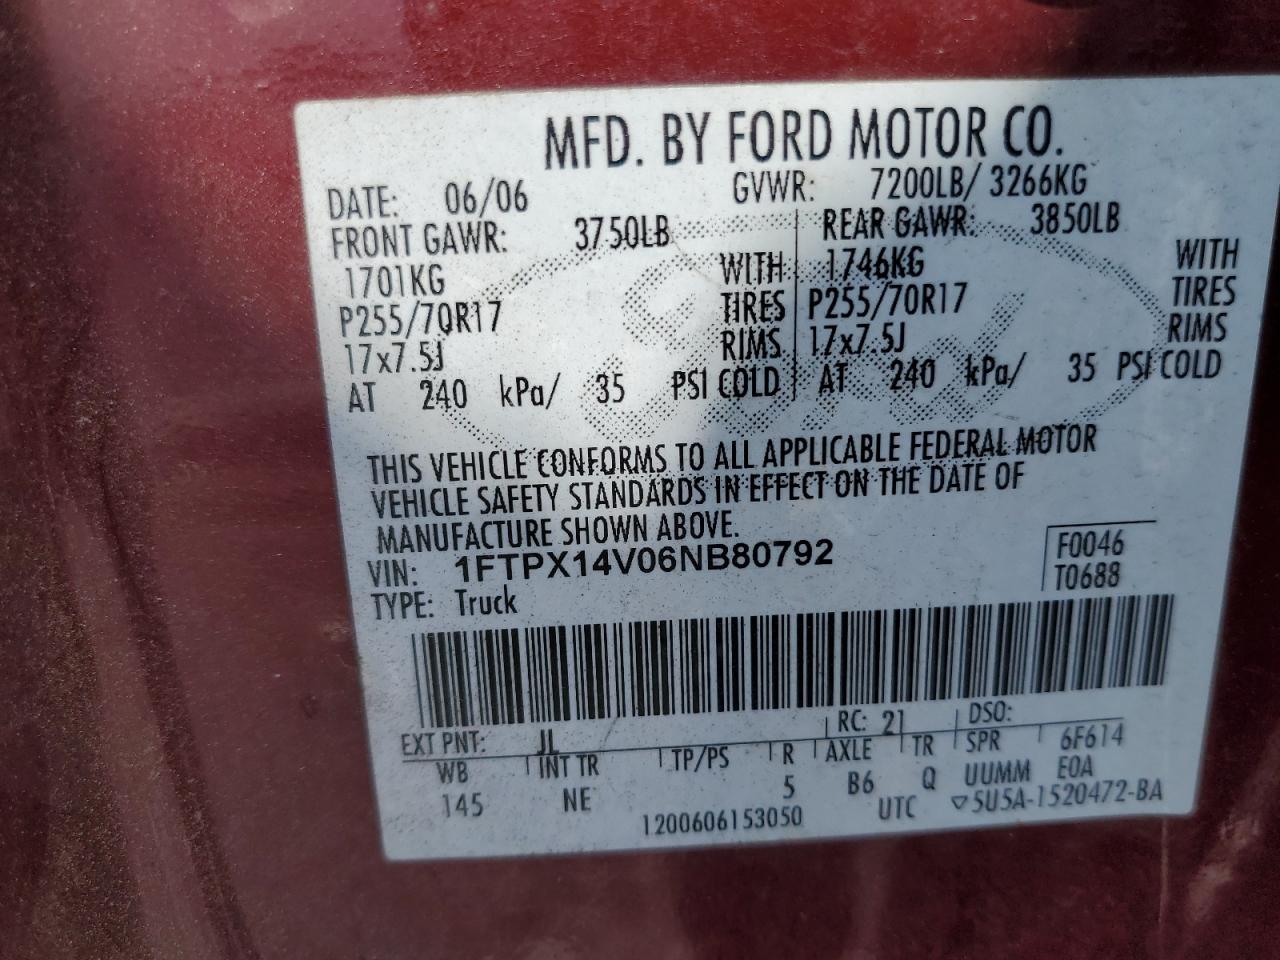 MFD. BY FORD MOTOR CO.
DATE: 06/06 GVWR: 7200LB/ 3266KG
FRONT GAWR: 3750LB REAR GAWR: 3850LB
1701KG WITH 1746KG WITH
P255/70R17 TIRES P255/70R17 TIRES
17x7.5J RIMS 17x7.5J RIMS
AT 240 kPa/ 35 PSI COLD AT 240 kPa/ 35 PSI COLD
THIS VEHICLE CONFORMS TO ALL APPLICABLE FEDERAL MOTOR
VEHICLE SAFETY STANDARDS IN EFFECT ON THE DATE OF
MANUFACTURE SHOWN ABOVE.
VIN: 1FTPX14V06NB80792 F0046
TYPE: Truck T0688
EXT PNT: JL RC: 21 DSO:
WB INT TR TP/PS R AXLE TR SPR 6F614
145 NE 5 B6 Q UUMM E0A
1200606153050 UTC ▽5U5A-1520472-BA